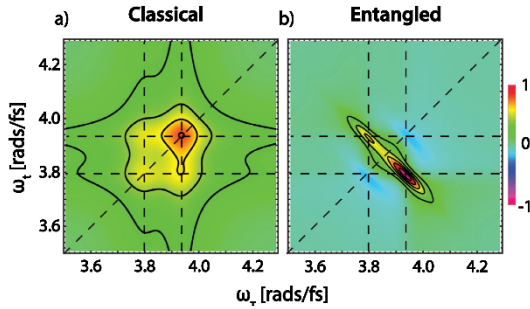 Classical Entangled
a) b)
ω_t [rads/fs]
4.2
4.0
3.8
3.6
3.6 3.8 4.0 4.2 3.6 3.8 4.0 4.2
1
0
-1
ω_τ [rads/fs]